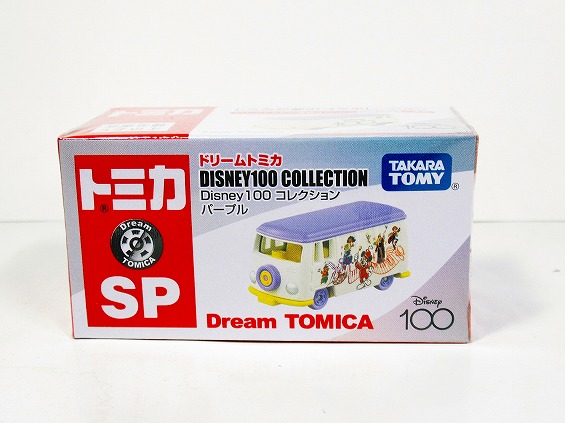 トミカ
®
Dream
TOMICA
SP
ドリームトミカ
DISNEY100 COLLECTION
Disney100 コレクション
パープル
TAKARA
TOMY
®
Dream TOMICA
Disney
100